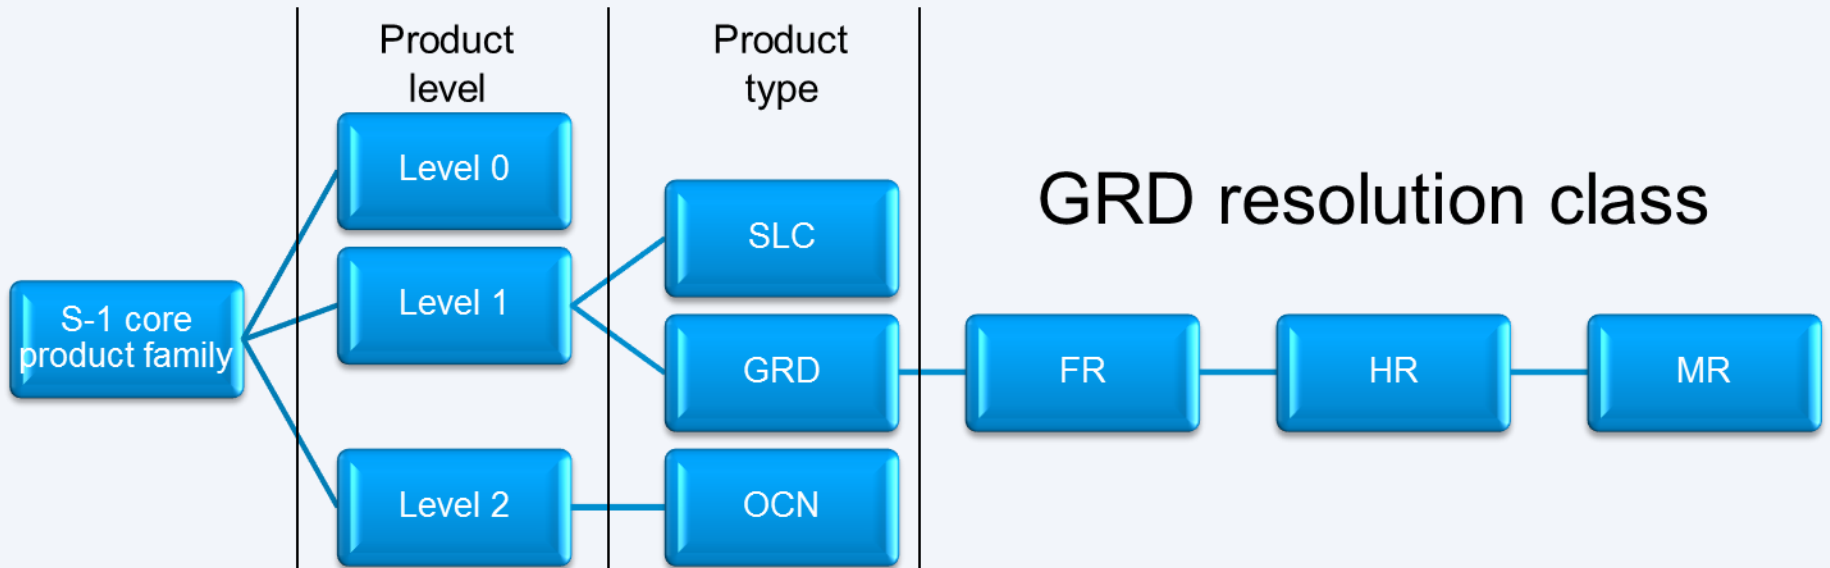 Product
level
Product
type
GRD resolution class
S-1 core
product family
Level 0
Level 1
Level 2
SLC
GRD
OCN
FR
HR
MR